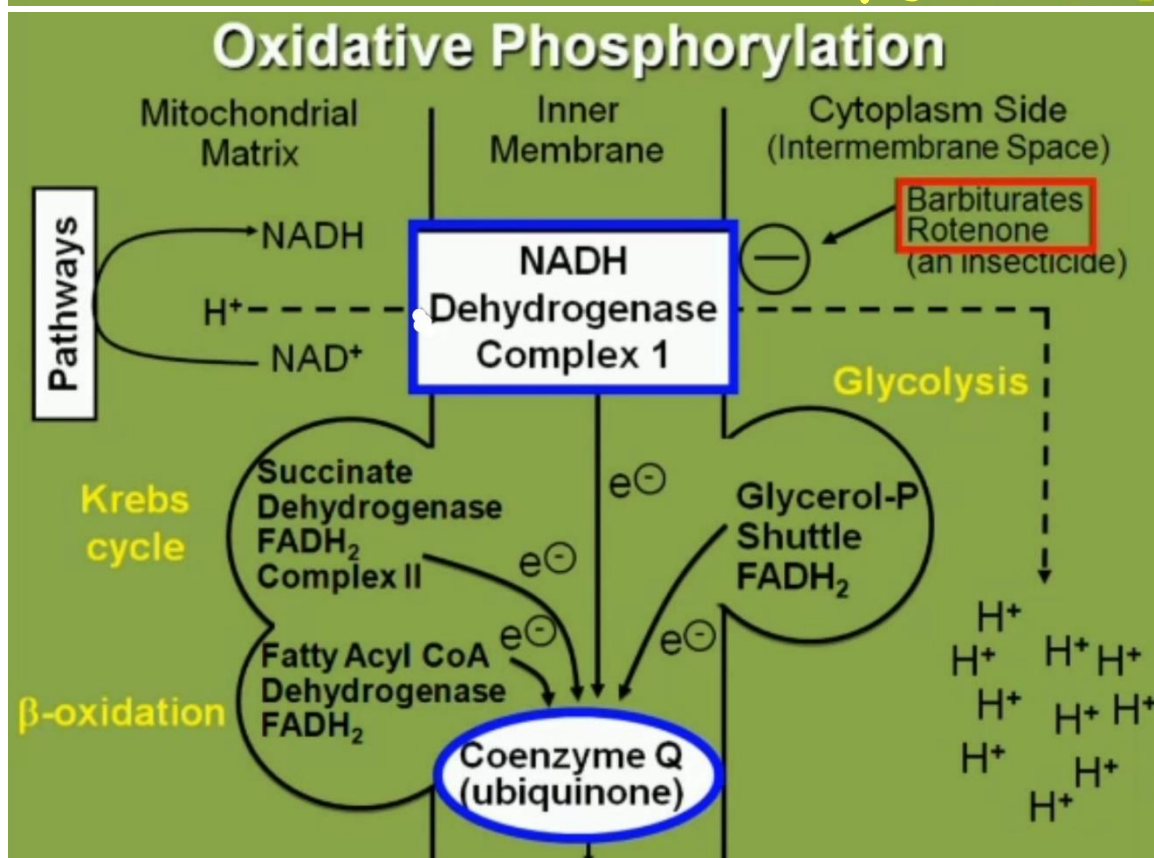 Oxidative Phosphorylation
Mitochondrial
Matrix
Inner
Membrane
Cytoplasm Side
(Intermembrane Space)
Pathways
NADH
H⁺
NAD⁺
NADH
Dehydrogenase
Complex 1
−
Barbiturates
Rotenone
(an insecticide)
Glycolysis
Krebs
cycle
Succinate
Dehydrogenase
FADH₂
Complex II
e⊖
e⊖
Glycerol-P
Shuttle
FADH₂
e⊖
e⊖
β-oxidation
Fatty Acyl CoA
Dehydrogenase
FADH₂
Coenzyme Q
(ubiquinone)
H⁺
H⁺ H⁺ H⁺
H⁺ H⁺ H⁺
H⁺ H⁺
H⁺